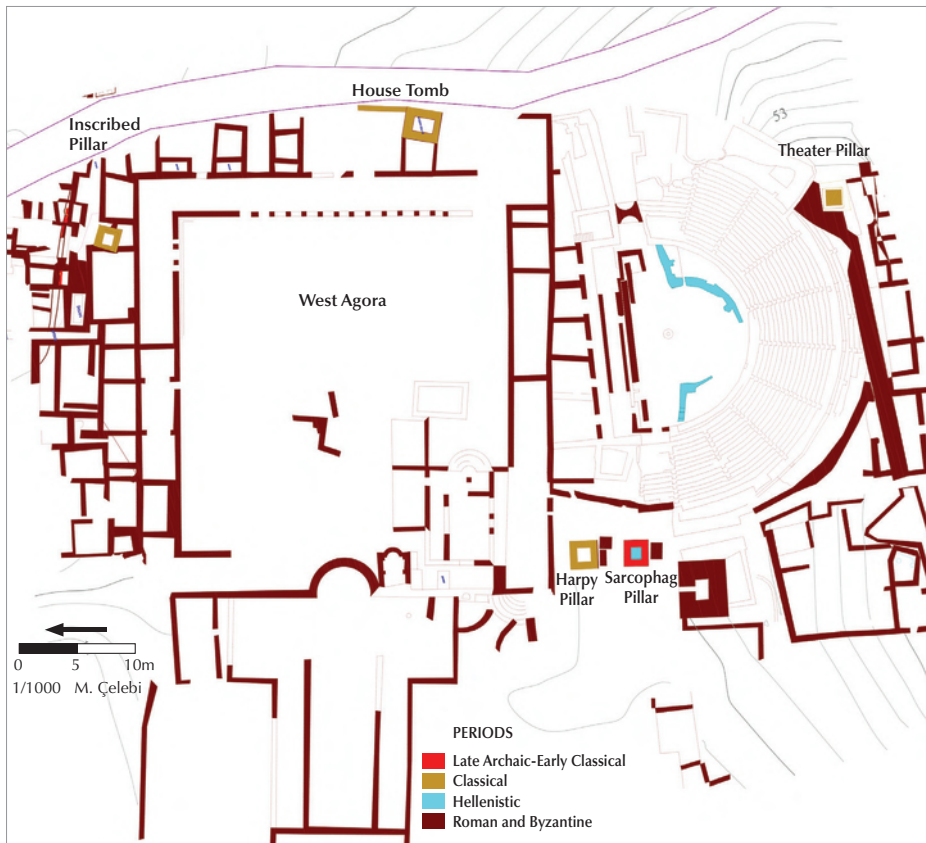 House Tomb
Inscribed
Pillar
53
Theater Pillar
West Agora
Harpy
Pillar
Sarcophag
Pillar
0 5 10m
1/1000 M. Çelebi
PERIODS
Late Archaic-Early Classical
Classical
Hellenistic
Roman and Byzantine